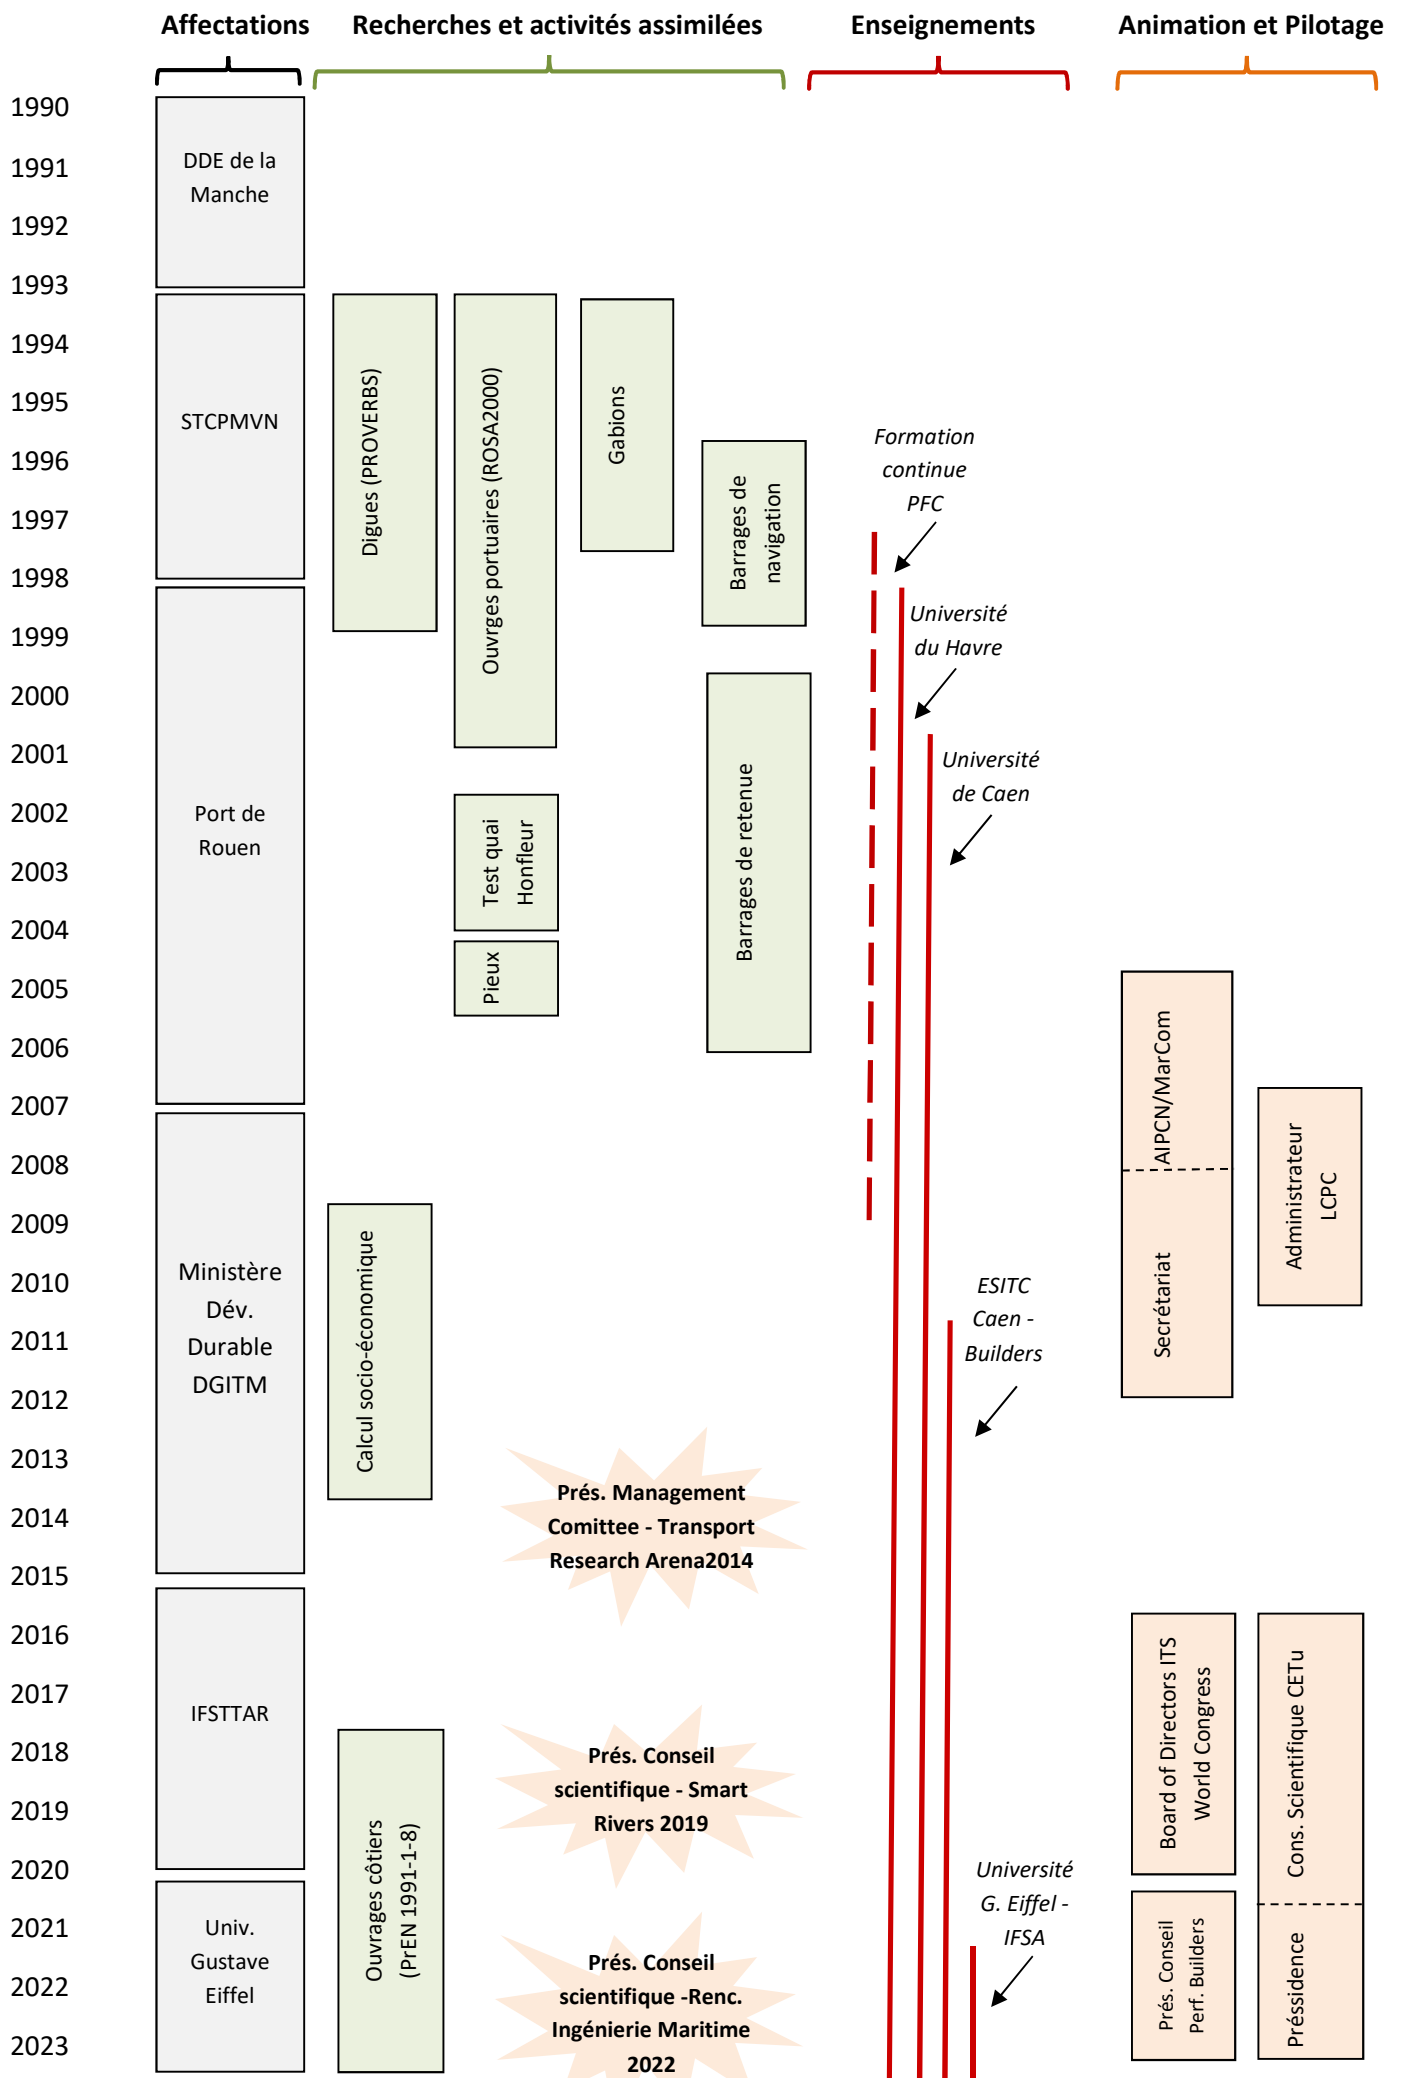 Affectations
Recherches et activités assimilées
Enseignements
Animation et Pilotage
1990
1991
1992
1993
1994
1995
1996
1997
1998
1999
2000
2001
2002
2003
2004
2005
2006
2007
2008
2009
2010
2011
2012
2013
2014
2015
2016
2017
2018
2019
2020
2021
2022
2023
DDE de la
Manche
STCPMVN
Port de
Rouen
Ministère
Dév.
Durable
DGITM
IFSTTAR
Univ.
Gustave
Eiffel
Digues (PROVERBS)
Ouvrges portuaires (ROSA2000)
Gabions
Barrages de
navigation
Barrages de retenue
Test quai
Honfleur
Pieux
Calcul socio-économique
Prés. Management
Comittee - Transport
Research Arena2014
Prés. Conseil
scientifique - Smart
Rivers 2019
Ouvrages côtiers
(PrEN 1991-1-8)
Prés. Conseil
scientifique -Renc.
Ingénierie Maritime
2022
Formation
continue
PFC
Université
du Havre
Université
de Caen
ESITC
Caen -
Builders
Université
G. Eiffel -
IFSA
AIPCN/MarCom
Secrétariat
Administrateur
LCPC
Board of Directors ITS
World Congress
Cons. Scientifique CETu
Prés. Conseil
Perf. Builders
Préssidence